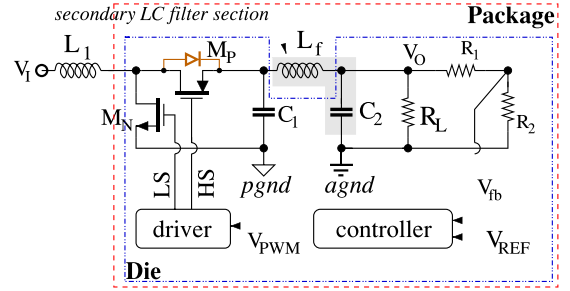 secondary LC filter section
Package
L1
MP
Lf
VO
R1
VI
MN
C1
C2
RL
R2
LS
HS
pgnd
agnd
Vfb
driver
VPWM
controller
VREF
Die